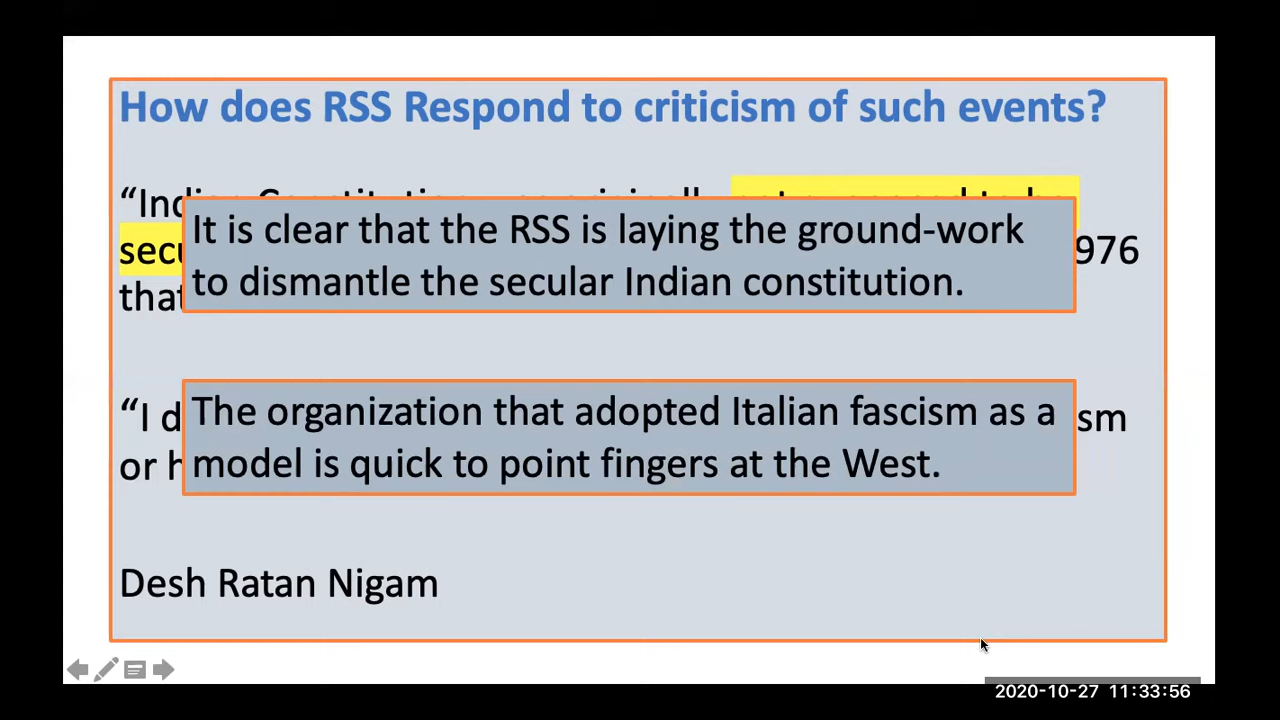 How does RSS Respond to criticism of such events?
“Indian Constitution
It is clear that the RSS is laying the ground-work
to dismantle the secular Indian constitution.
976
that
“I
The organization that adopted Italian fascism as a
model is quick to point fingers at the West.
sm
or
Desh Ratan Nigam
2020-10-27 11:33:56